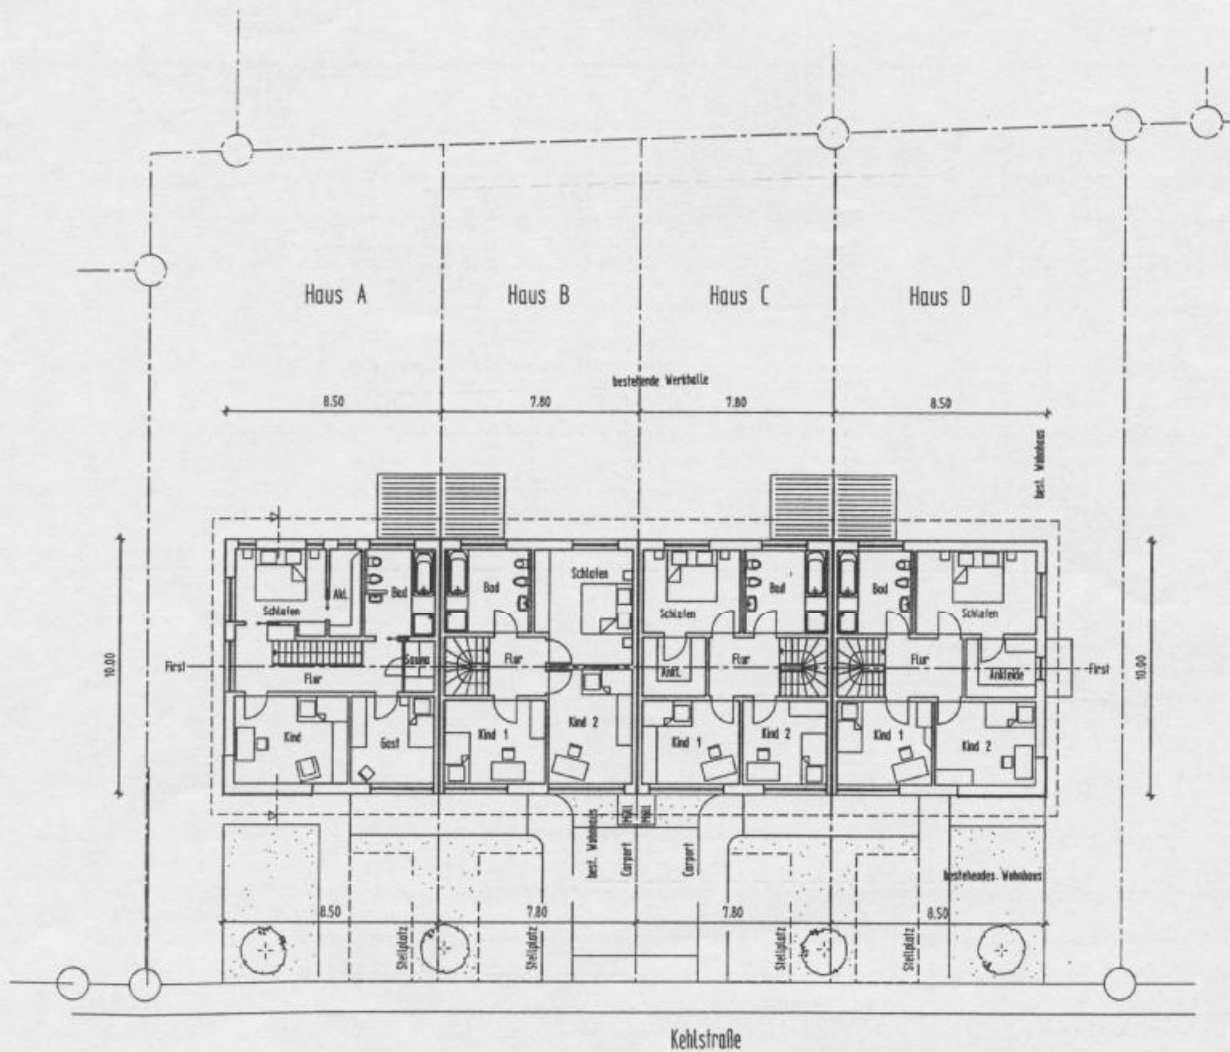 Haus A Haus B Haus C Haus D
bestehende Werkhalle
8.50 7.80 7.80 8.50
best. Wohnhaus
Schlafen Akl. Bad Bad Schlafen Schlafen Bad Bad Schlafen
10.00 First Sauna Flur Flur Ankl. Flur Flur Ankleide First 10.00
Kind Gast Kind 1 Kind 2 Kind 1 Kind 2 Kind 1 Kind 2
best. Wohnhaus Carport Müll Müll Carport
bestehendes. Wohnhaus
8.50 7.80 7.80 8.50
Stellplatz Stellplatz Stellplatz Stellplatz
Kehlstraße